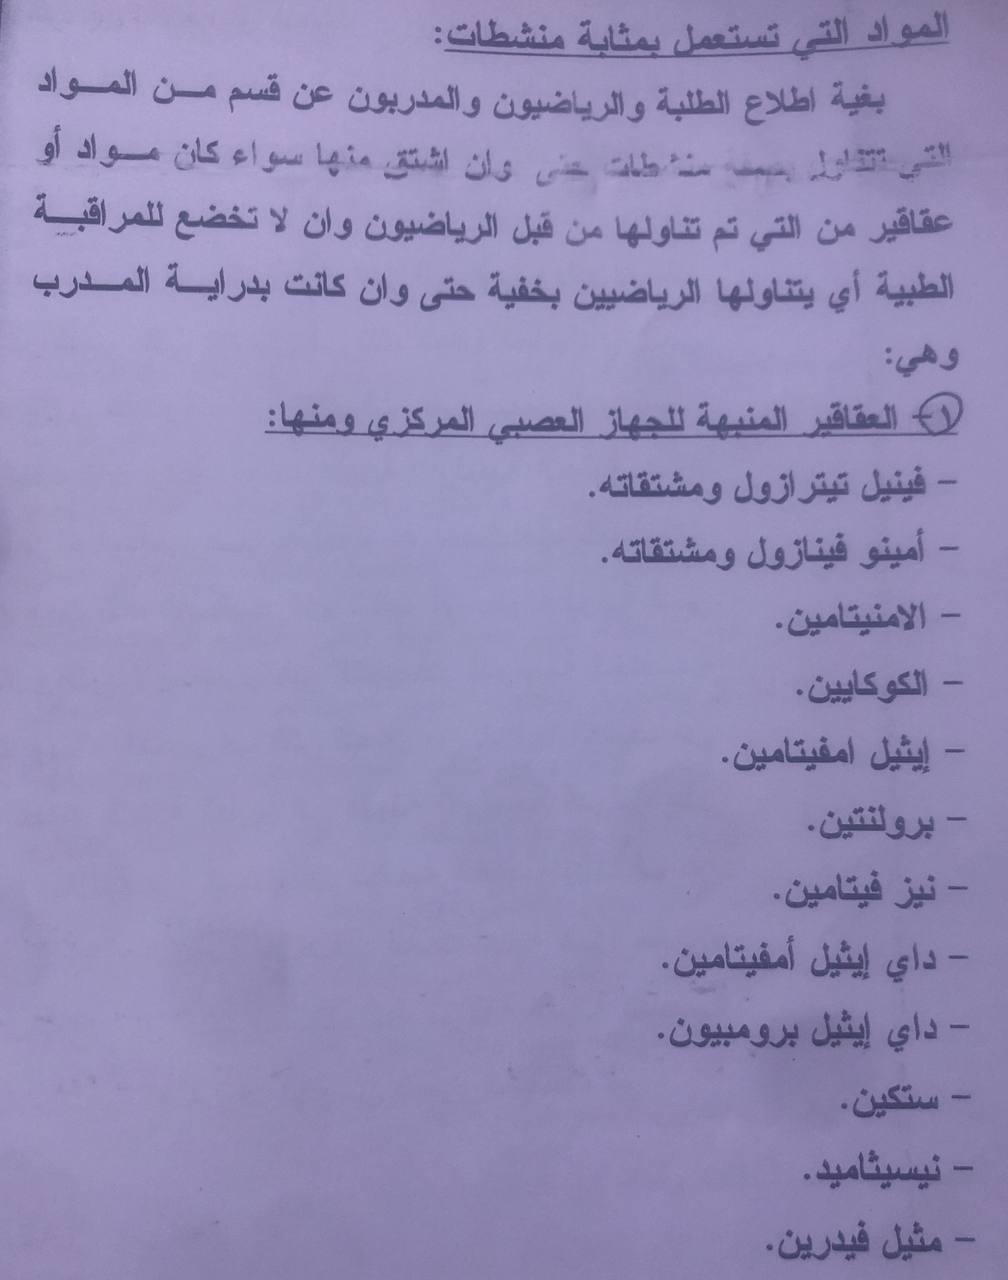 المواد التي تستعمل بمثابة منشطات:
بغية اطلاع الطلبة والرياضيون والمدربون عن قسم من المواد
التي تتناول منشطات حتى وان اشتق منها سواء كان مواد أو
عقاقير من التي تم تناولها من قبل الرياضيون وان لا تخضع للمراقبة
الطبية أي يتناولها الرياضيين بخفية حتى وان كانت بدراية المدرب
وهي:
١- العقاقير المنبهة للجهاز العصبي المركزي ومنها:
– فينيل تيترازول ومشتقاته.
– أمينو فينازول ومشتقاته.
– الامنيتامين.
– الكوكايين.
– إيثيل امفيتامين.
– برولنتين.
– نيز فيتامين.
– داي إيثيل أمفيتامين.
– داي إيثيل برومبيون.
– ستكين.
– نيسيثاميد.
– مثيل فيدرين.